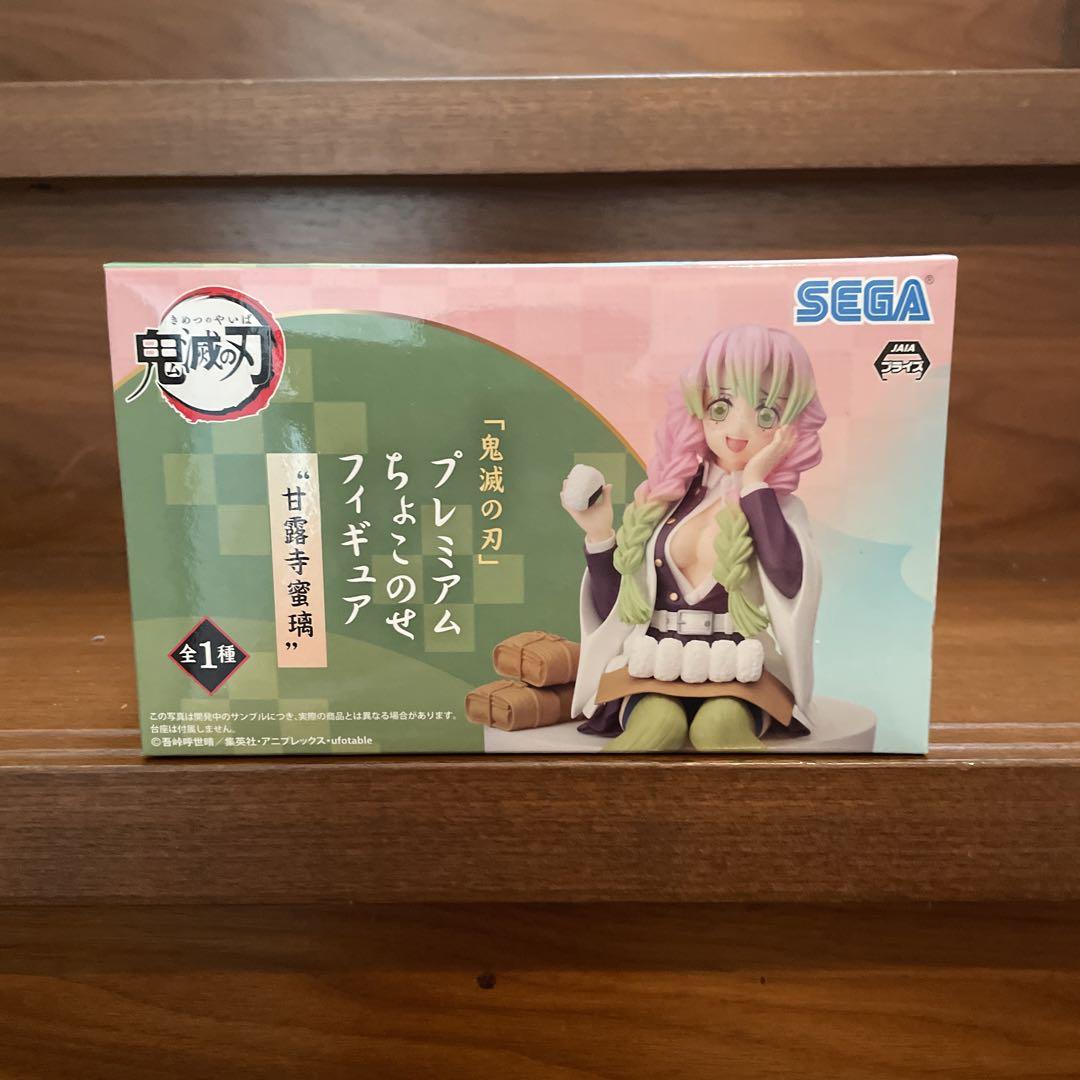 きめつのやいば
鬼滅の刃
SEGA®
JAIA
プライズ
「鬼滅の刃」
プレミアム
ちょこのせ
フィギュア
“甘露寺蜜璃”
全1種
この写真は開発中のサンプルにつき、実際の商品とは異なる場合があります。
台座は付属しません。
©吾峠呼世晴／集英社・アニプレックス・ufotable